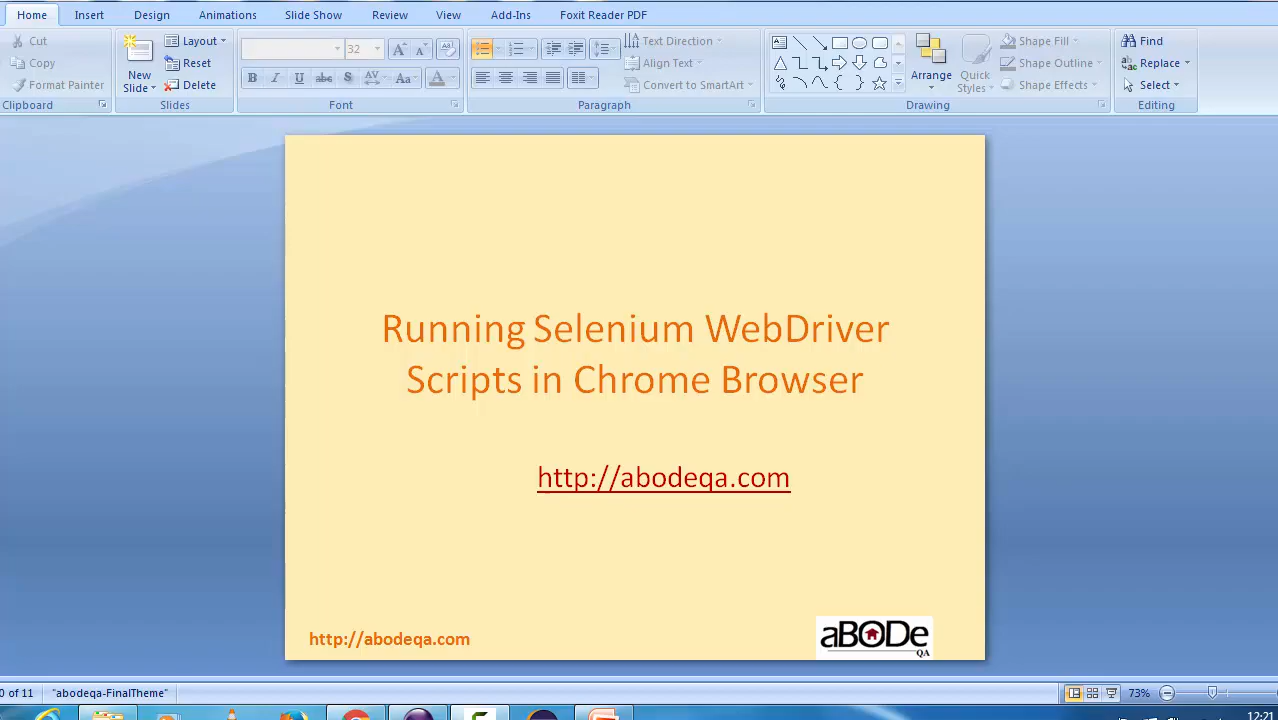 Home Insert Design Animations Slide Show Review View Add-Ins Foxit Reader PDF
Cut
Copy
Format Painter
Clipboard
New
Slide
Layout
Reset
Delete
Slides
32
B I U abc S AV Aa A
Font
Text Direction
Align Text
Convert to SmartArt
Paragraph
Arrange
Quick
Styles
Shape Fill
Shape Outline
Shape Effects
Drawing
Find
Replace
Select
Editing
Running Selenium WebDriver
Scripts in Chrome Browser
http://abodeqa.com
http://abodeqa.com
aBODe
QA
of 11 "abodeqa-FinalTheme" 73%
12:21